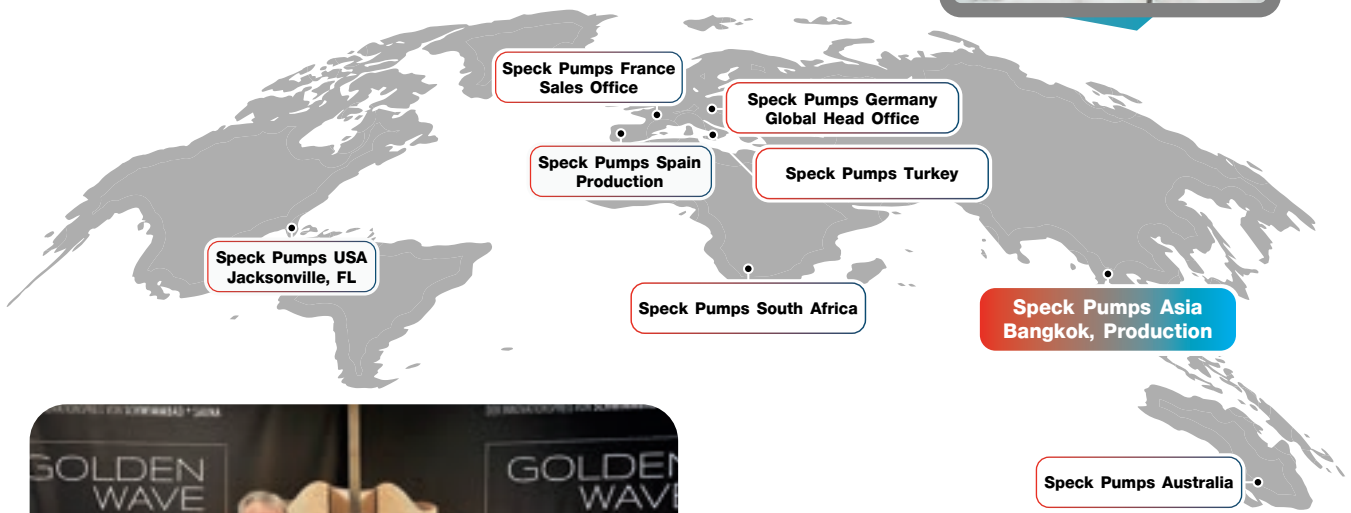 Speck Pumps France
Sales Office
Speck Pumps Germany
Global Head Office
Speck Pumps Spain
Production
Speck Pumps Turkey
Speck Pumps USA
Jacksonville, FL
Speck Pumps South Africa
Speck Pumps Asia
Bangkok, Production
Speck Pumps Australia
GOLDEN
WAVE
GOLDEN
WAVE